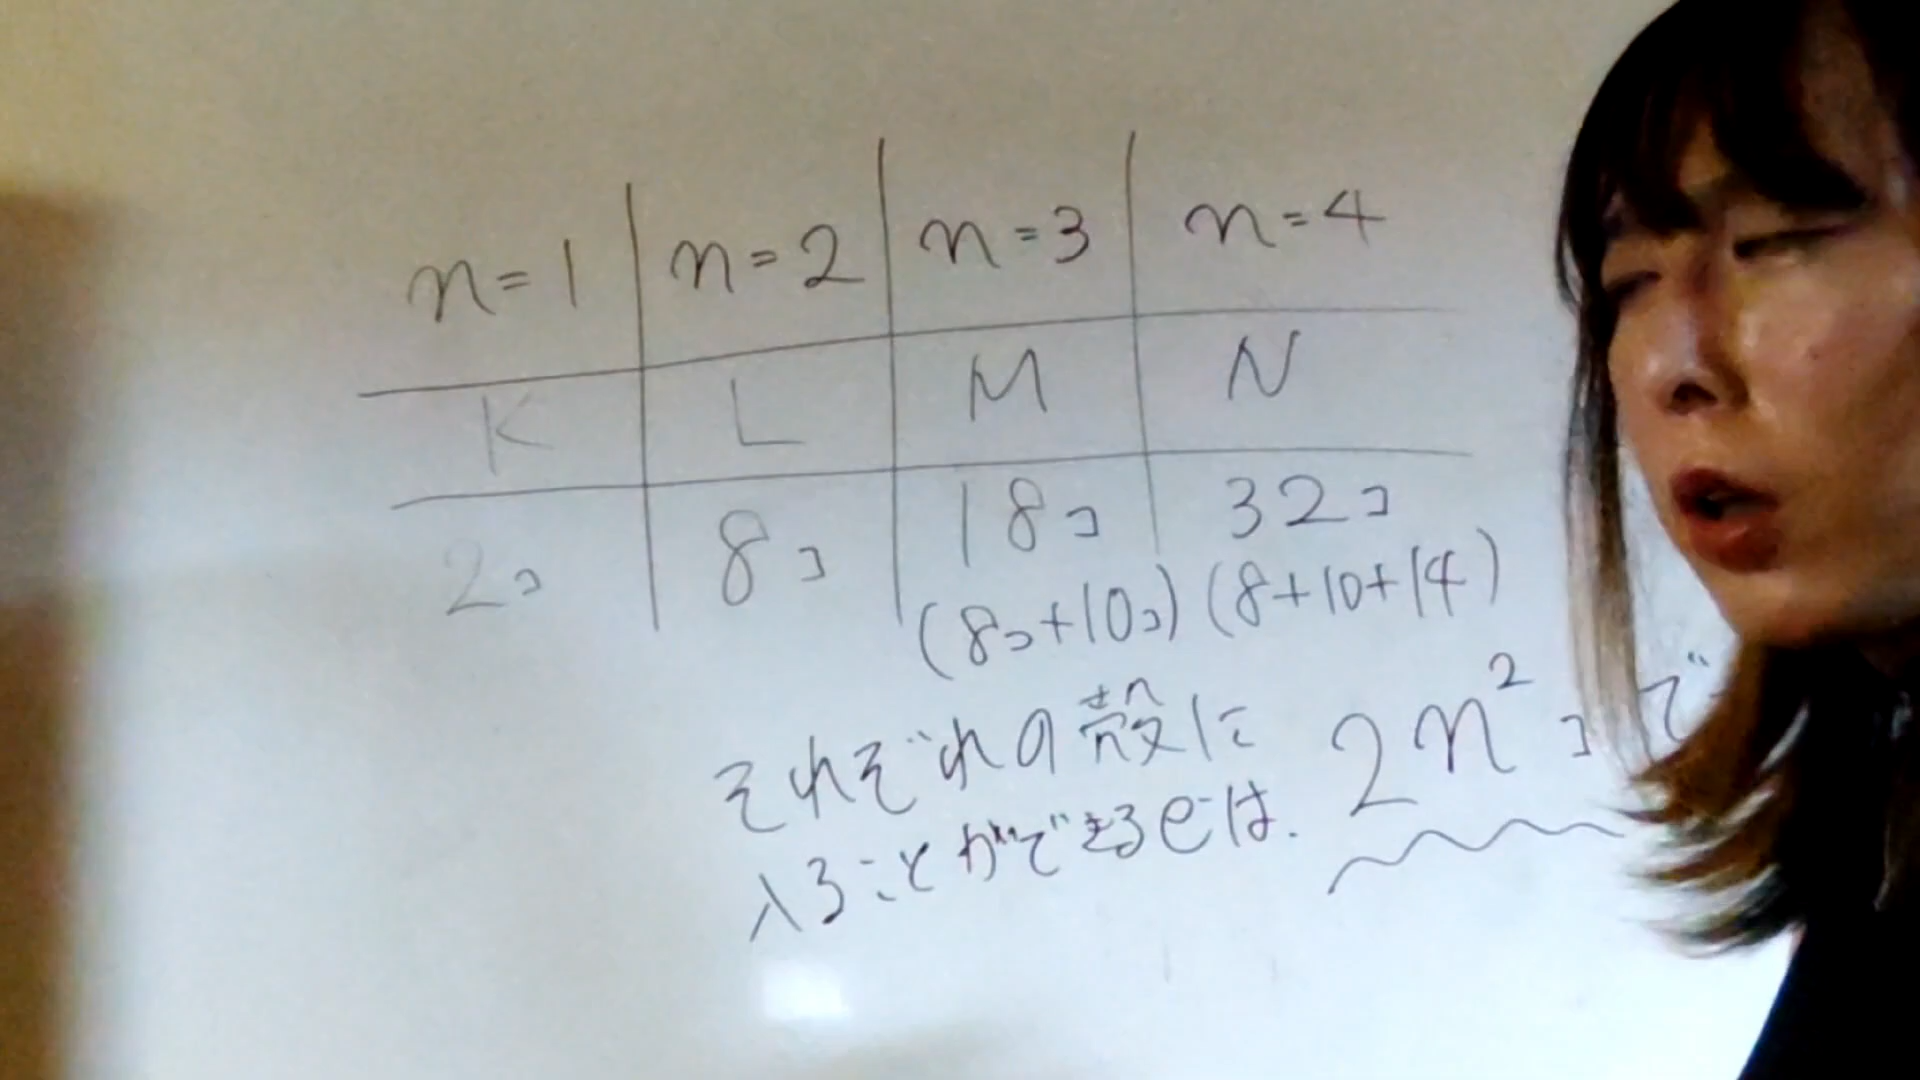 n=1 n=2 n=3 n=4
K L M N
2コ 8コ 18コ 32コ
(8コ+10コ) (8+10+14)
それぞれの殻に 2n²コで
から
入ることができるeは.